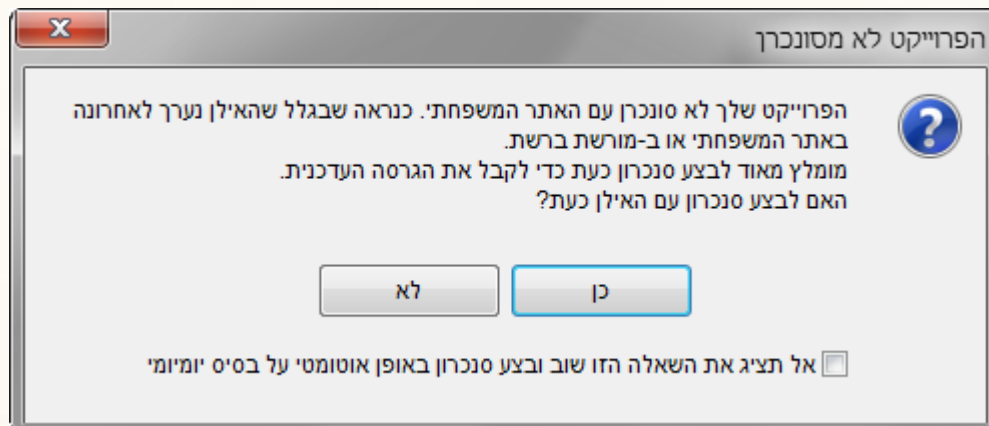 הפרוייקט לא מסונכרן
הפרוייקט שלך לא סונכרן עם האתר המשפחתי. כנראה שבגלל שהאילן נערך לאחרונה
באתר המשפחתי או ב-מורשת ברשת.
מומלץ מאוד לבצע סנכרון כעת כדי לקבל את הגרסה העדכנית.
האם לבצע סנכרון עם האילן כעת?
כן
לא
אל תציג את השאלה הזו שוב ובצע סנכרון באופן אוטומטי על בסיס יומיומי